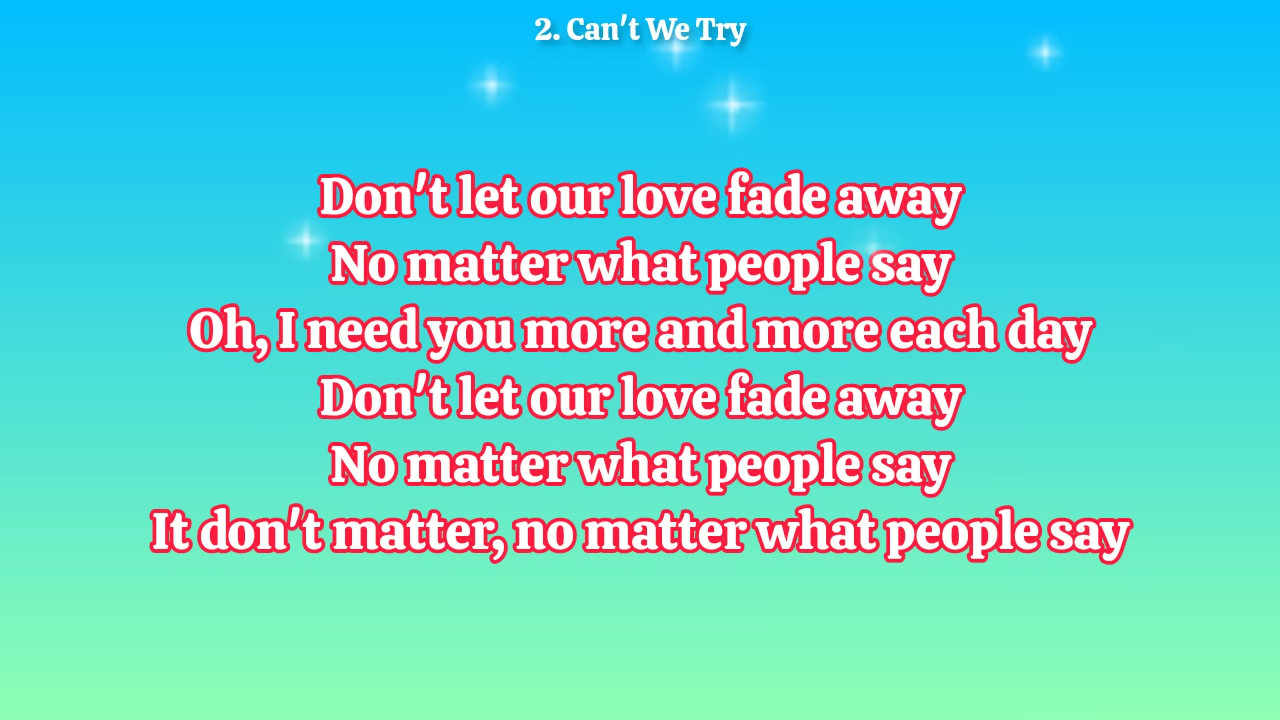 2. Can't We Try
Don't let our love fade away
No matter what people say
Oh, I need you more and more each day
Don't let our love fade away
No matter what people say
It don't matter, no matter what people say